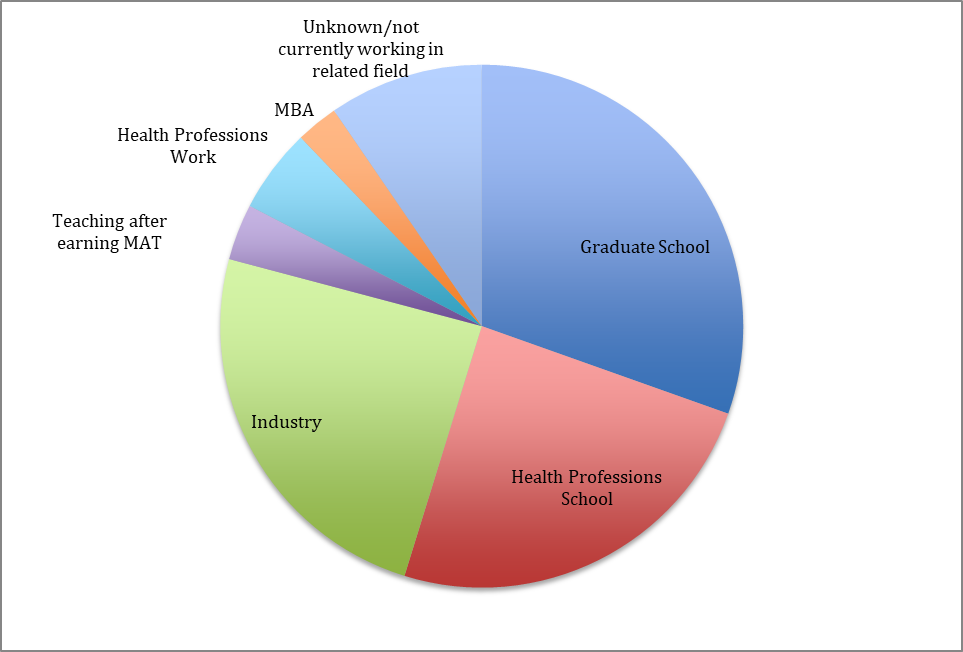 Unknown/not
currently working in
related field
MBA
Health Professions
Work
Teaching after
earning MAT
Graduate School
Industry
Health Professions
School